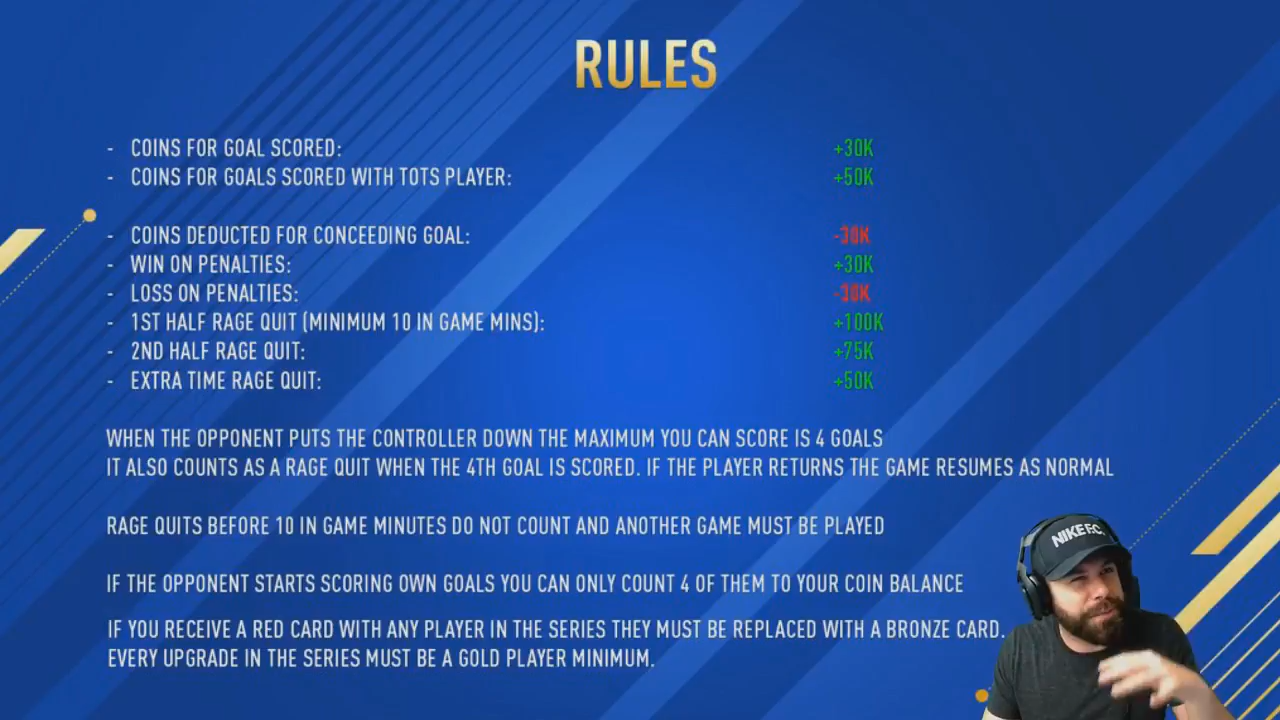 RULES
- COINS FOR GOAL SCORED: +30K
- COINS FOR GOALS SCORED WITH TOTS PLAYER: +50K
- COINS DEDUCTED FOR CONCEEDING GOAL: -30K
- WIN ON PENALTIES: +30K
- LOSS ON PENALTIES: -30K
- 1ST HALF RAGE QUIT (MINIMUM 10 IN GAME MINS): +100K
- 2ND HALF RAGE QUIT: +75K
- EXTRA TIME RAGE QUIT: +50K
WHEN THE OPPONENT PUTS THE CONTROLLER DOWN THE MAXIMUM YOU CAN SCORE IS 4 GOALS
IT ALSO COUNTS AS A RAGE QUIT WHEN THE 4TH GOAL IS SCORED. IF THE PLAYER RETURNS THE GAME RESUMES AS NORMAL
RAGE QUITS BEFORE 10 IN GAME MINUTES DO NOT COUNT AND ANOTHER GAME MUST BE PLAYED
IF THE OPPONENT STARTS SCORING OWN GOALS YOU CAN ONLY COUNT 4 OF THEM TO YOUR COIN BALANCE
IF YOU RECEIVE A RED CARD WITH ANY PLAYER IN THE SERIES THEY MUST BE REPLACED WITH A BRONZE CARD.
EVERY UPGRADE IN THE SERIES MUST BE A GOLD PLAYER MINIMUM.
NIKE F.C.